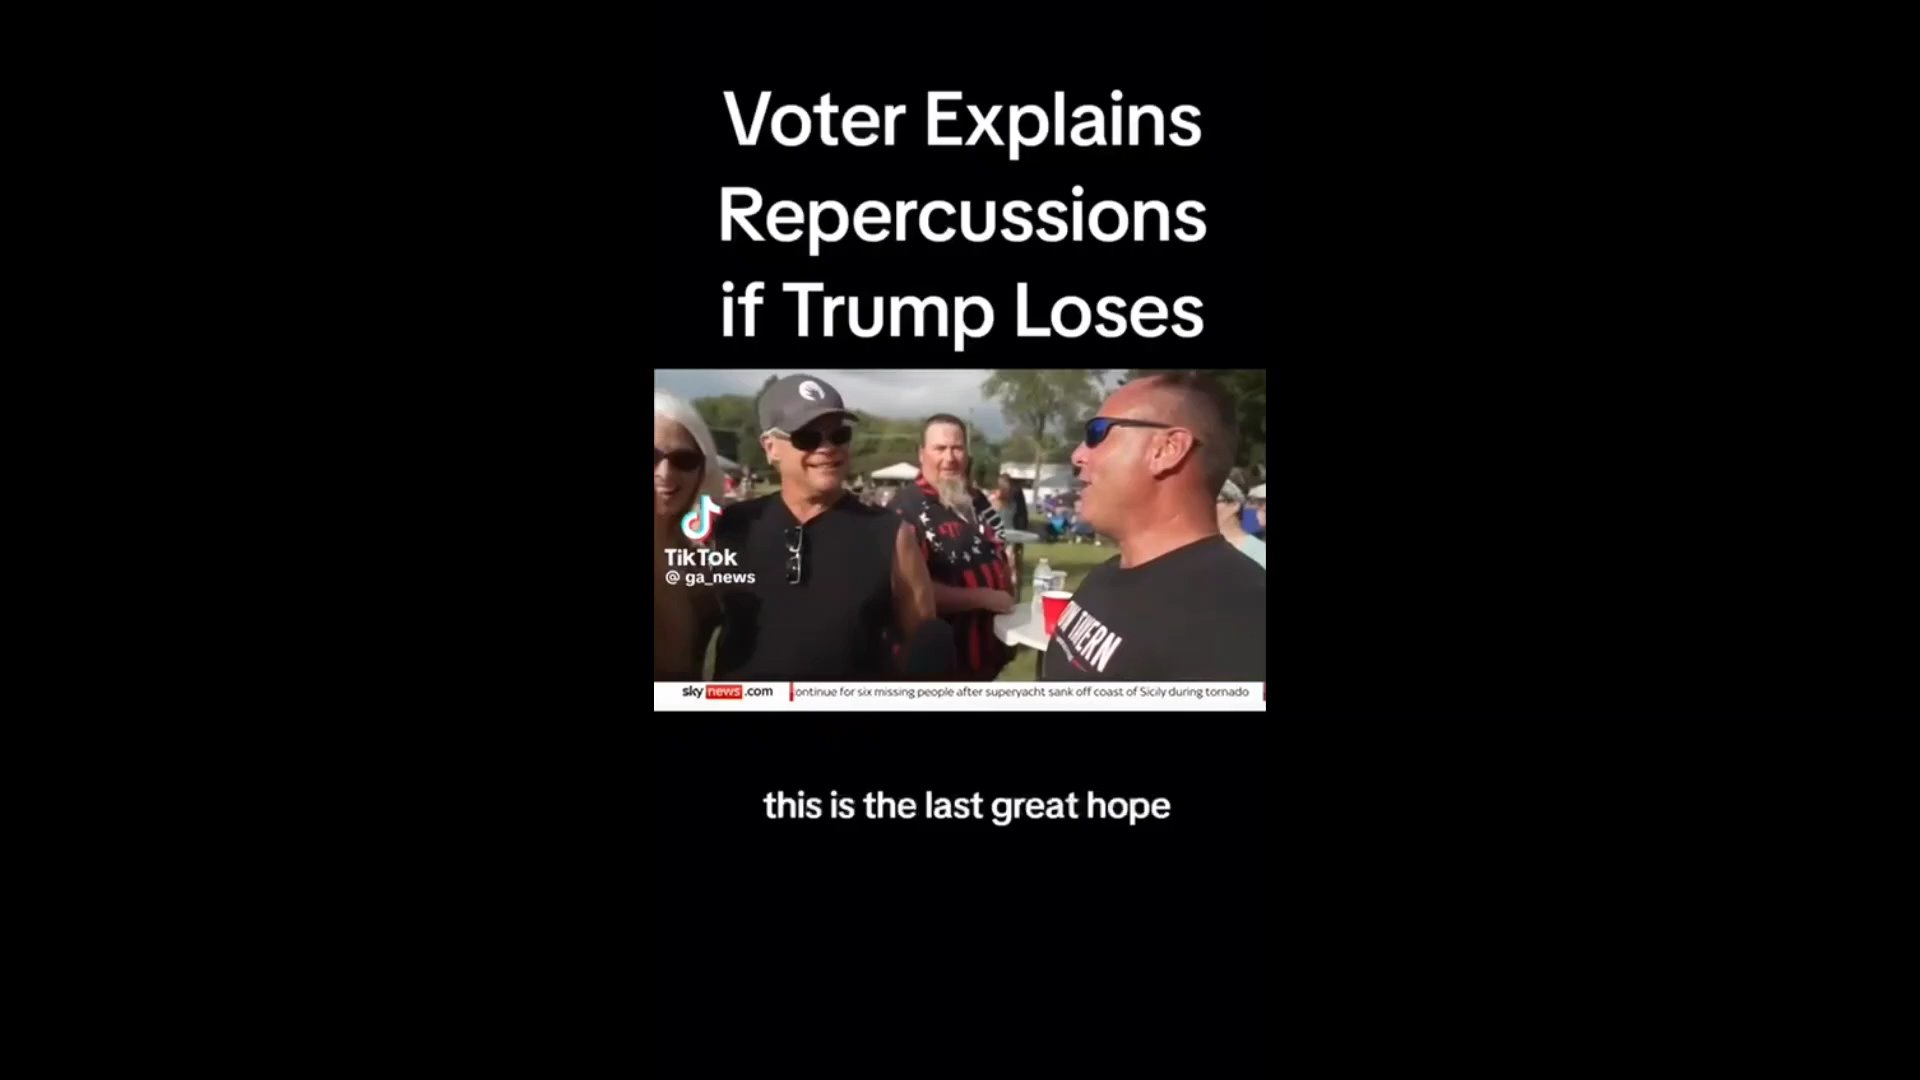 Voter Explains
Repercussions
if Trump Loses
TikTok
@ ga_news
sky news.com
ontinue for six missing people after superyacht sank off coast of Sicily during tornado
this is the last great hope